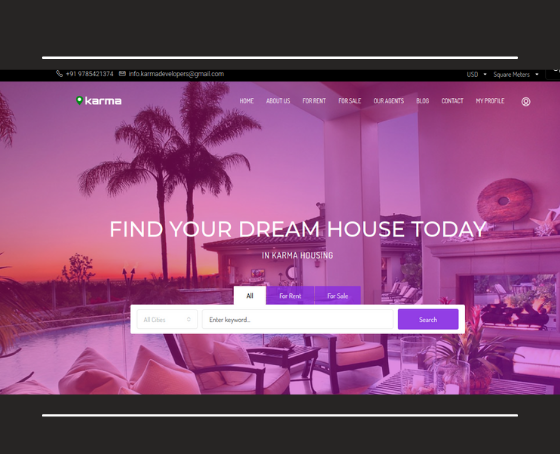 +91 9785421374 info.karmadevelopers@gmail.com USD Square Meters
karma HOME ABOUT US FOR RENT FOR SALE OUR AGENTS BLOG CONTACT MY PROFILE
FIND YOUR DREAM HOUSE TODAY
IN KARMA HOUSING
All For Rent For Sale
All Cities Enter keyword... Search